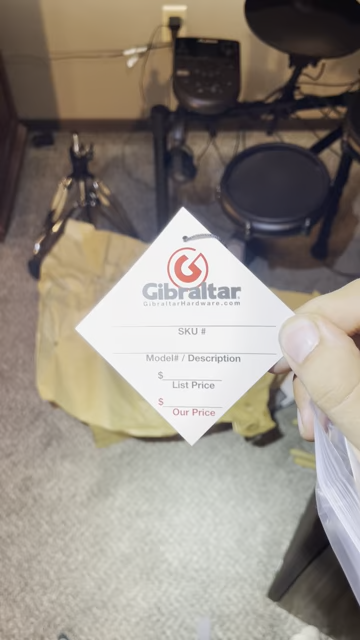 Gibraltar
GibraltarHardware.com
SKU #
Model# / Description
$
List Price
$
Our Price